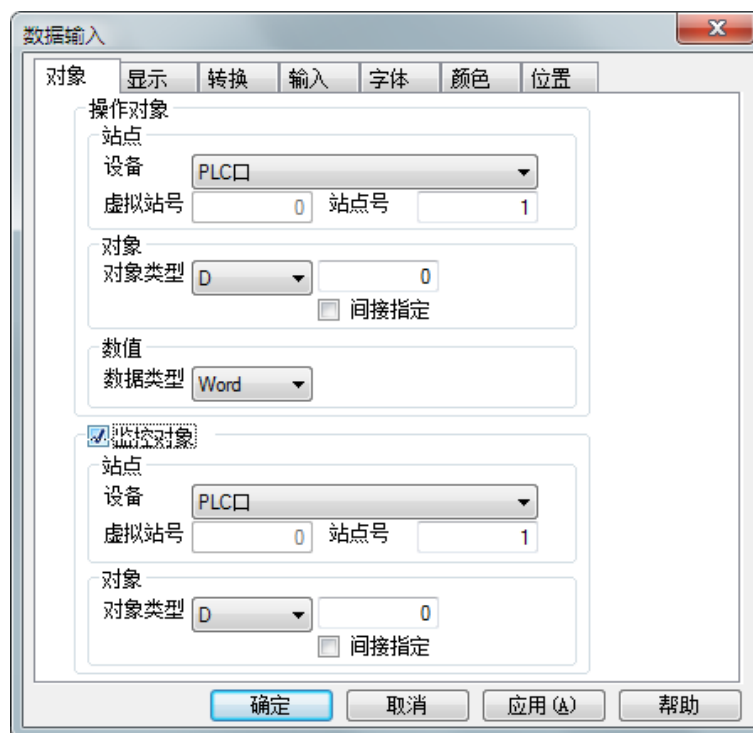 数据输入
对象 显示 转换 输入 字体 颜色 位置
操作对象
站点
设备 PLC口
虚拟站号 0 站点号 1
对象
对象类型 D 0
间接指定
数值
数据类型 Word
监控对象
站点
设备 PLC口
虚拟站号 0 站点号 1
对象
对象类型 D 0
间接指定
确定 取消 应用(A) 帮助